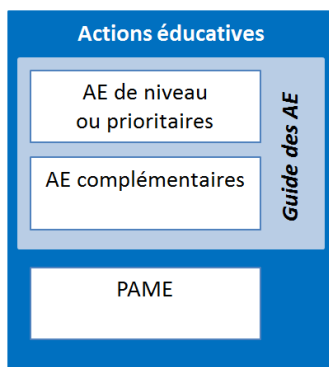 Actions éducatives
AE de niveau
ou prioritaires
AE complémentaires
Guide des AE
PAME